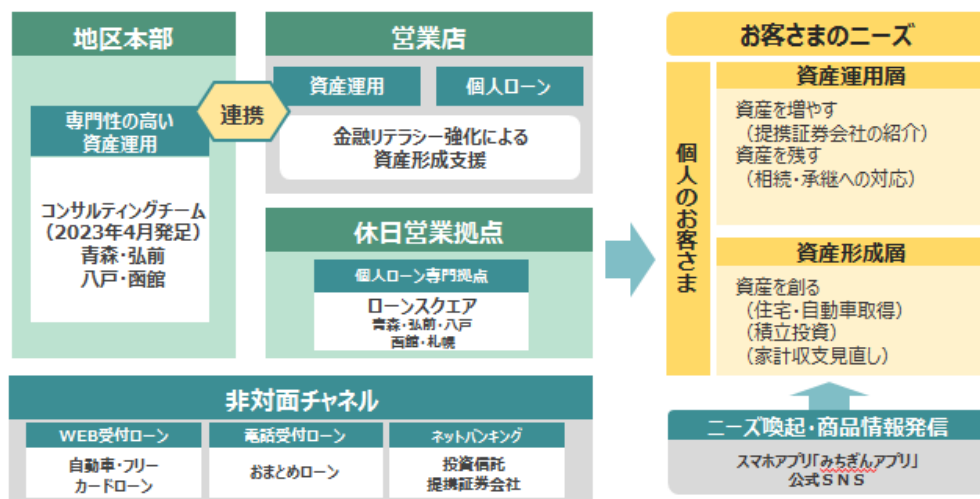 地区本部
専門性の高い
資産運用
コンサルティングチーム
（2023年4月発足）
青森・弘前
八戸・函館
連携
営業店
資産運用
個人ローン
金融リテラシー強化による
資産形成支援
休日営業拠点
個人ローン専門拠点
ローンスクエア
青森・弘前・八戸
函館・札幌
非対面チャネル
WEB受付ローン
自動車・フリー
カードローン
電話受付ローン
おまとめローン
ネットバンキング
投資信託
提携証券会社
お客さまのニーズ
個人のお客さま
資産運用層
資産を増やす
（提携証券会社の紹介）
資産を残す
（相続・承継への対応）
資産形成層
資産を創る
（住宅・自動車取得）
（積立投資）
（家計収支見直し）
ニーズ喚起・商品情報発信
スマホアプリ「みちぎんアプリ」
公式ＳＮＳ